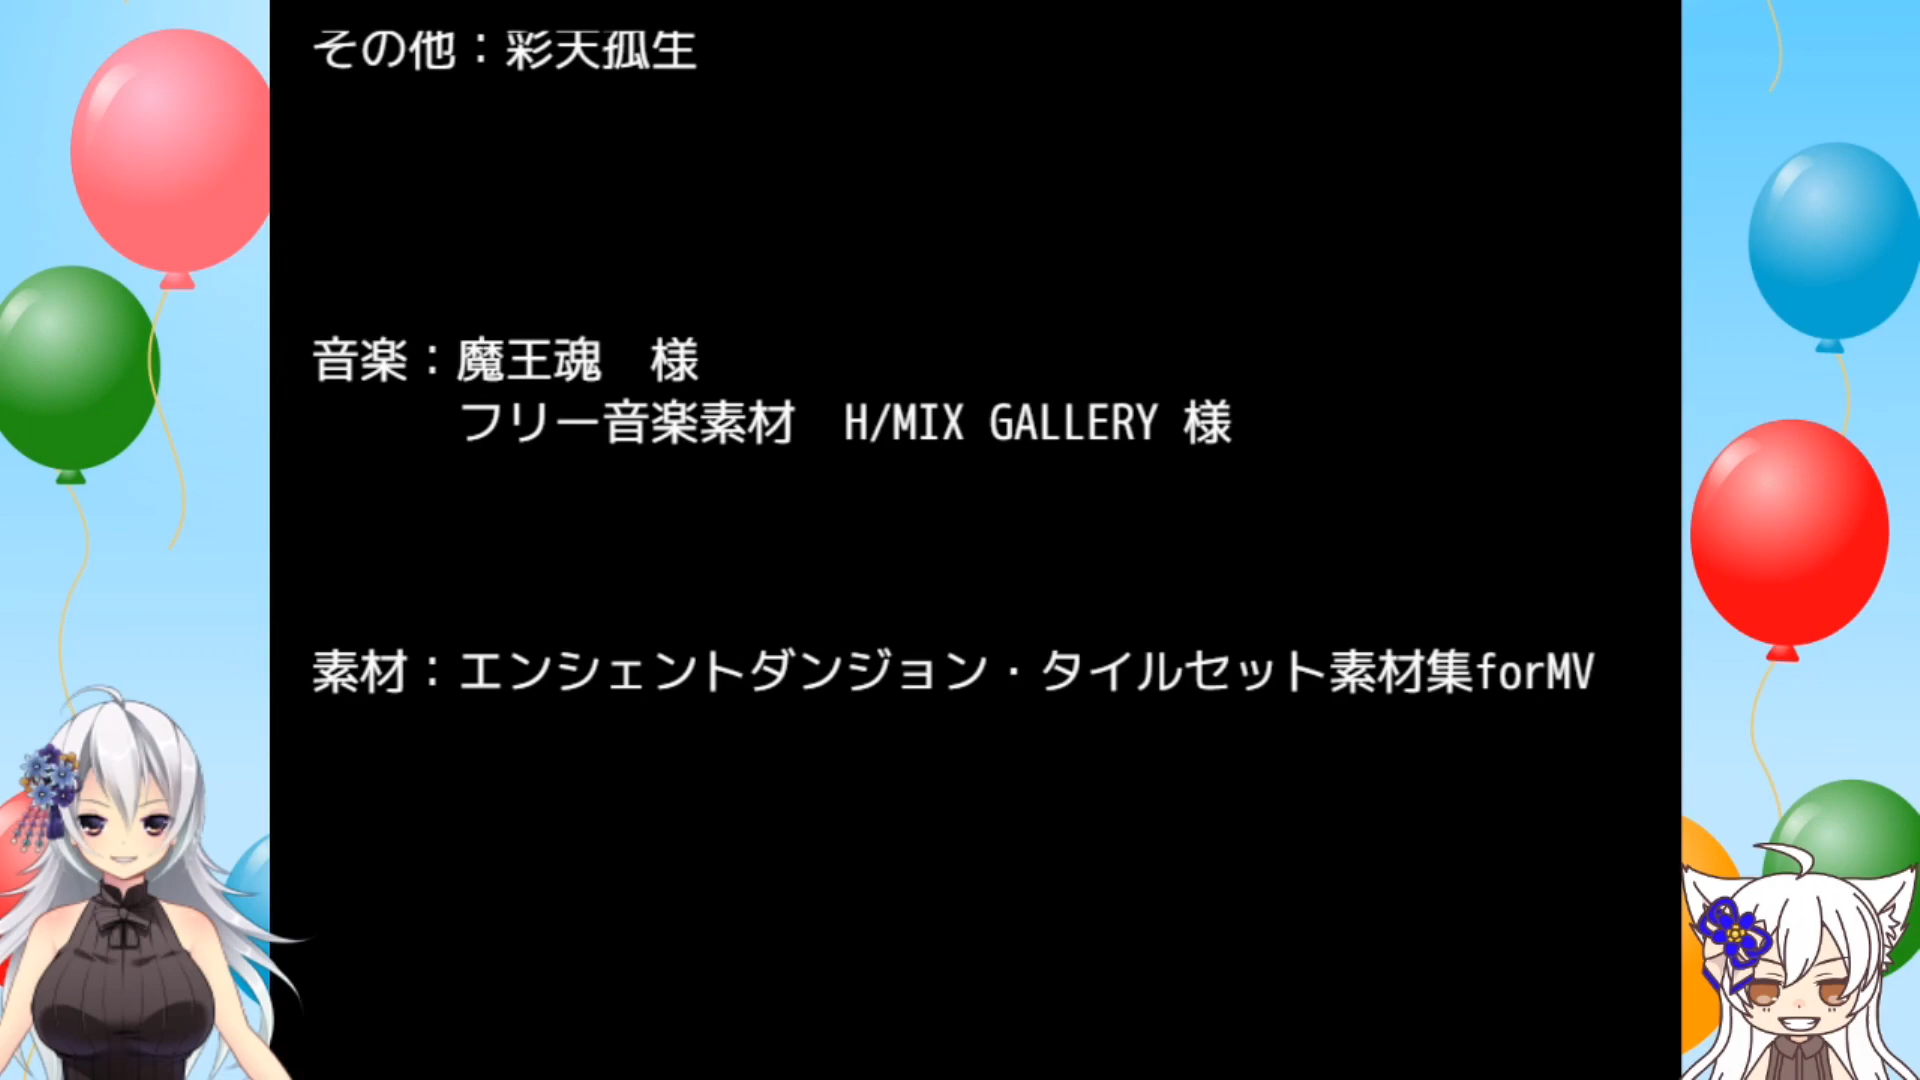 その他：彩天孤生
音楽：魔王魂　様
フリー音楽素材　H/MIX GALLERY 様
素材：エンシェントダンジョン・タイルセット素材集forMV